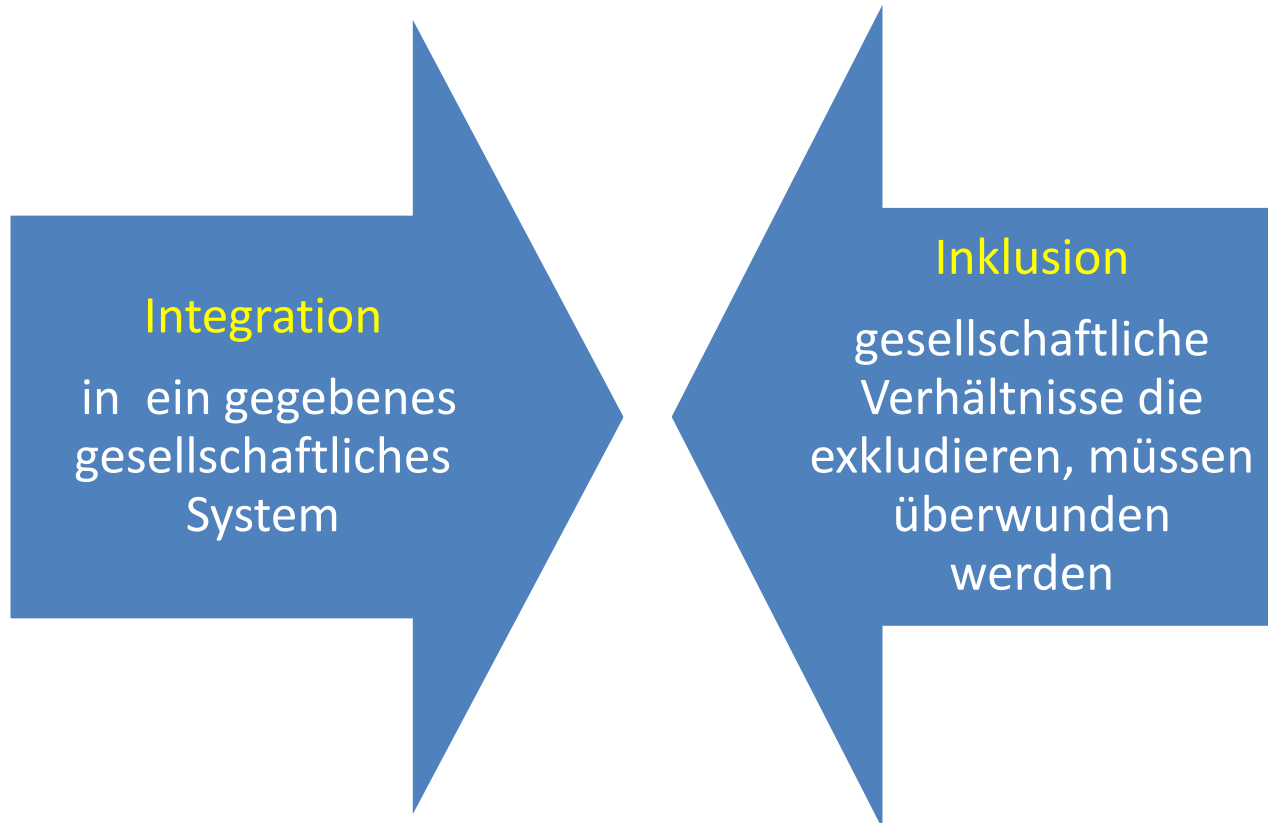 Integration
in  ein gegebenes
gesellschaftliches
System
Inklusion
gesellschaftliche
Verhältnisse die
exkludieren, müssen
überwunden
werden